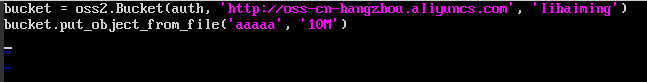 bucket = oss2.Bucket(auth, 'http://oss-cn-hangzhou.aliyuncs.com', 'lihaiming')
bucket.put_object_from_file('aaaaa', '10M')
~
~